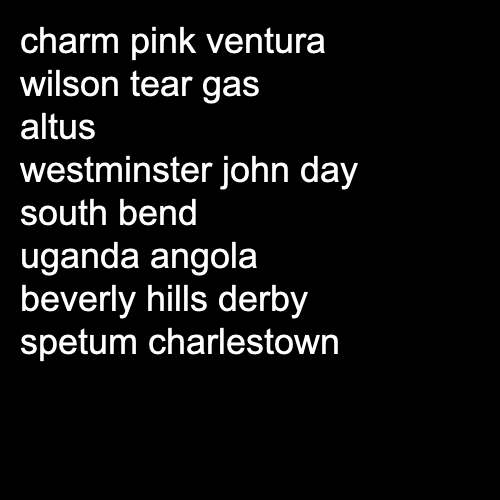 charm pink ventura
wilson tear gas
altus
westminster john day
south bend
uganda angola
beverly hills derby
spetum charlestown